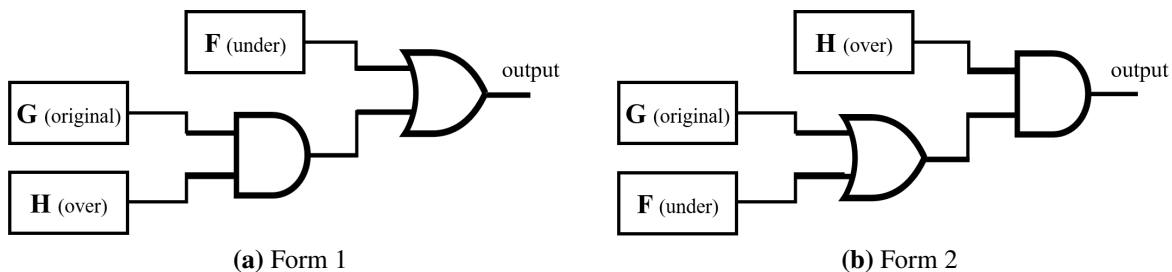 F (under)
output
G (original)
H (over)
(a) Form 1
H (over)
output
G (original)
F (under)
(b) Form 2